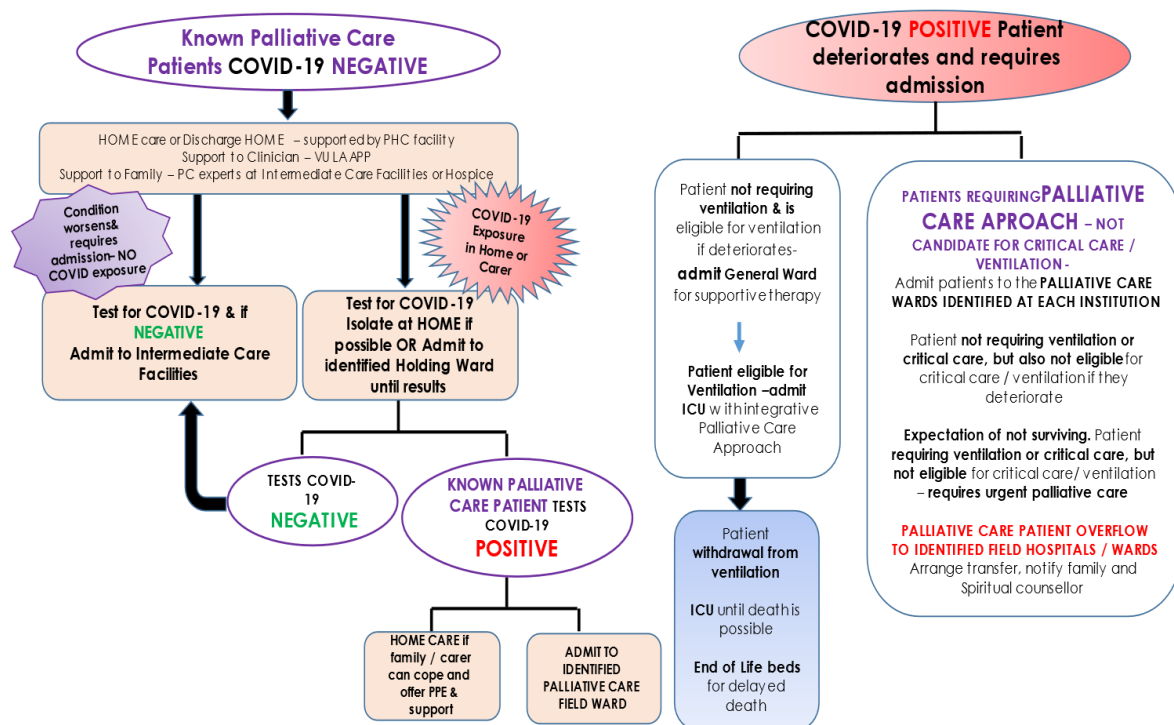 Known Palliative Care
Patients COVID-19 NEGATIVE
HOME care or Discharge HOME – supported by PHC facility
Support to Clinician – VULA APP
Support to Family – PC experts at Intermediate Care Facilities or Hospice
Condition
worsens&
requires
admission– NO
COVID exposure
COVID-19
Exposure
in Home or
Carer
Test for COVID-19 & if
NEGATIVE
Admit to Intermediate Care
Facilities
Test for COVID-19
Isolate at HOME if
possible OR Admit to
identified Holding Ward
until results
TESTS COVID-
19
NEGATIVE
KNOWN PALLIATIVE
CARE PATIENT TESTS
COVID-19
POSITIVE
HOME CARE if
family / carer
can cope and
offer PPE &
support
ADMIT TO
IDENTIFIED
PALLIATIVE CARE
FIELD WARD
COVID-19 POSITIVE Patient
deteriorates and requires
admission
Patient not requiring
ventilation & is
eligible for ventilation
if deteriorates-
admit General Ward
for supportive therapy
Patient eligible for
Ventilation –admit
ICU with integrative
Palliative Care
Approach
Patient
withdrawal from
ventilation
ICU until death is
possible
End of Life beds
for delayed
death
PATIENTS REQUIRING PALLIATIVE
CARE APROACH – NOT
CANDIDATE FOR CRITICAL CARE /
VENTILATION -
Admit patients to the PALLIATIVE CARE
WARDS IDENTIFIED AT EACH INSTITUTION
Patient not requiring ventilation or
critical care, but also not eligible for
critical care / ventilation if they
deteriorate
Expectation of not surviving. Patient
requiring ventilation or critical care, but
not eligible for critical care/ ventilation
– requires urgent palliative care
PALLIATIVE CARE PATIENT OVERFLOW
TO IDENTIFIED FIELD HOSPITALS / WARDS
Arrange transfer, notify family and
Spiritual counsellor